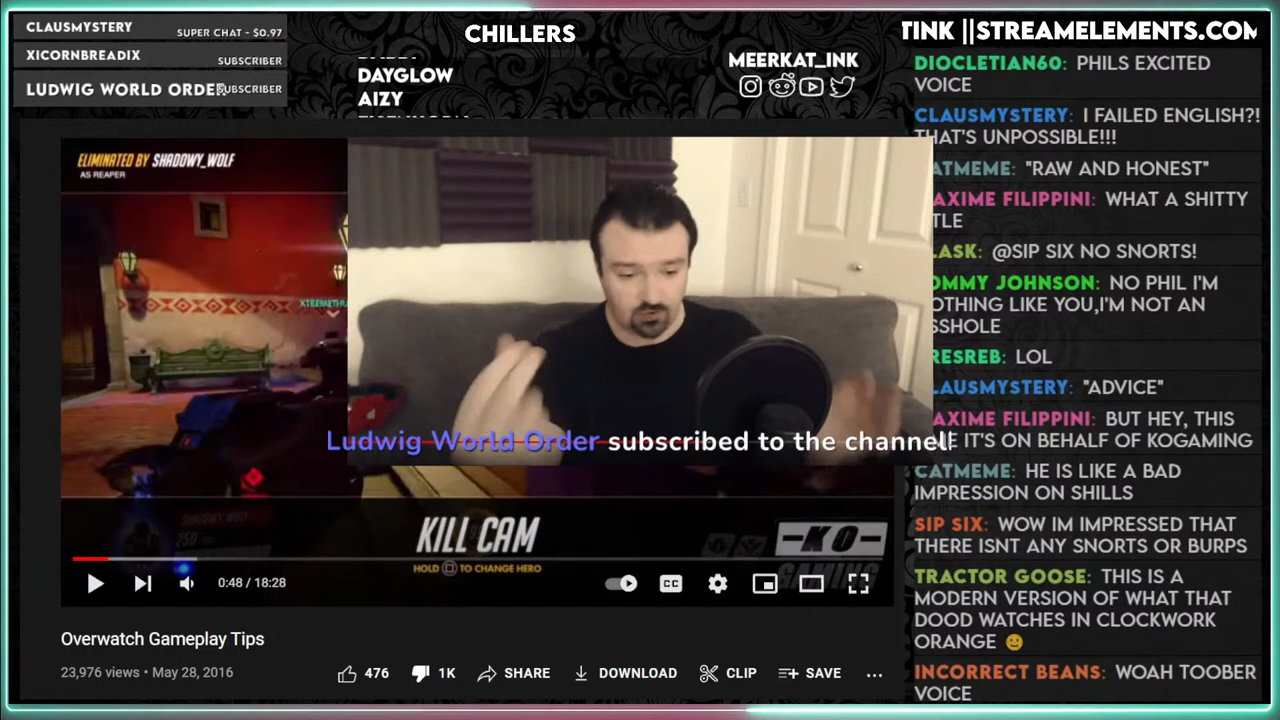 CLAUSMYSTERY
SUPER CHAT - $0.97
XICORNBREADIX
SUBSCRIBER
LUDWIG WORLD ORDER
SUBSCRIBER
CHILLERS
DAYGLOW
AIZY
MEERKAT_INK
TINK ||STREAMELEMENTS.COM
DIOCLETIAN60: PHILS EXCITED
VOICE
CLAUSMYSTERY: I FAILED ENGLISH?!
THAT'S UNPOSSIBLE!!!
ATMEME: "RAW AND HONEST"
AXIME FILIPPINI: WHAT A SHITTY
TLE
LASK: @SIP SIX NO SNORTS!
OMMY JOHNSON: NO PHIL I'M
OTHING LIKE YOU,I'M NOT AN
SSHOLE
RESREB: LOL
LAUSMYSTERY: "ADVICE"
AXIME FILIPPINI: BUT HEY, THIS
E IT'S ON BEHALF OF KOGAMING
CATMEME: HE IS LIKE A BAD
IMPRESSION ON SHILLS
SIP SIX: WOW IM IMPRESSED THAT
THERE ISNT ANY SNORTS OR BURPS
TRACTOR GOOSE: THIS IS A
MODERN VERSION OF WHAT THAT
DOOD WATCHES IN CLOCKWORK
ORANGE
INCORRECT BEANS: WOAH TOOBER
VOICE
ELIMINATED BY SHADOWY_WOLF
AS REAPER
XTREMETHU
Ludwig World Order subscribed to the channel!
SHADOWY_WOLF
250
KILL CAM
HOLD TO CHANGE HERO
-KO-
GAMING
0:48 / 18:28
CC
Overwatch Gameplay Tips
23,976 views • May 28, 2016
476
1K
SHARE
DOWNLOAD
CLIP
SAVE